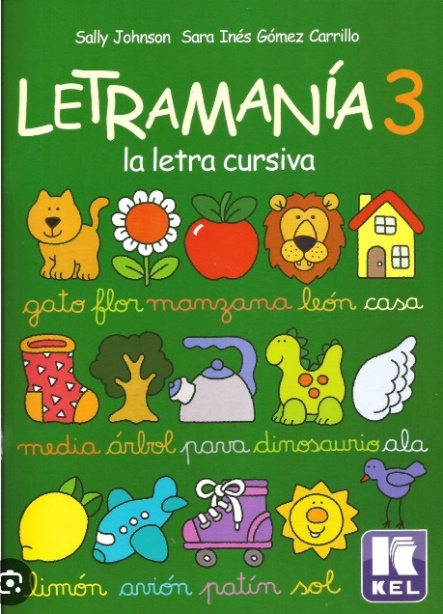 Sally Johnson Sara Inés Gómez Carrillo
LETRAMANÍA 3
la letra cursiva
gato flor manzana león casa
media árbol pava dinosaurio ala
limón avión patín sol
KEL